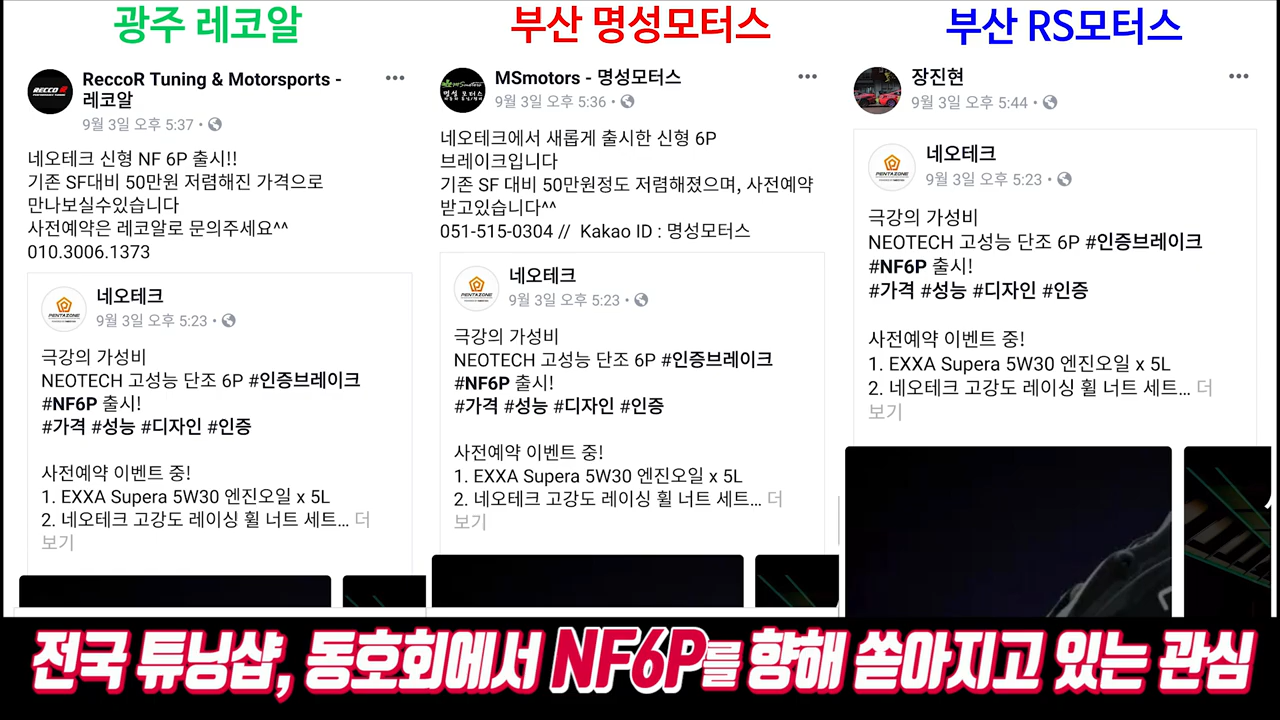 광주 레코알
ReccoR Tuning & Motorsports -
레코알
9월 3일 오후 5:37 ·
네오테크 신형 NF 6P 출시!!
기존 SF대비 50만원 저렴해진 가격으로
만나보실수있습니다
사전예약은 레코알로 문의주세요^^
010.3006.1373
PENTAZONE
네오테크
9월 3일 오후 5:23 ·
극강의 가성비
NEOTECH 고성능 단조 6P #인증브레이크
#NF6P 출시!
#가격 #성능 #디자인 #인증
사전예약 이벤트 중!
1. EXXA Supera 5W30 엔진오일 x 5L
2. 네오테크 고강도 레이싱 휠 너트 세트... 더
보기
부산 명성모터스
MSmotors - 명성모터스
9월 3일 오후 5:36 ·
네오테크에서 새롭게 출시한 신형 6P
브레이크입니다
기존 SF 대비 50만원정도 저렴해졌으며, 사전예약
받고있습니다^^
051-515-0304 // Kakao ID : 명성모터스
PENTAZONE
네오테크
9월 3일 오후 5:23 ·
극강의 가성비
NEOTECH 고성능 단조 6P #인증브레이크
#NF6P 출시!
#가격 #성능 #디자인 #인증
사전예약 이벤트 중!
1. EXXA Supera 5W30 엔진오일 x 5L
2. 네오테크 고강도 레이싱 휠 너트 세트... 더
보기
부산 RS모터스
장진현
9월 3일 오후 5:44 ·
PENTAZONE
네오테크
9월 3일 오후 5:23 ·
극강의 가성비
NEOTECH 고성능 단조 6P #인증브레이크
#NF6P 출시!
#가격 #성능 #디자인 #인증
사전예약 이벤트 중!
1. EXXA Supera 5W30 엔진오일 x 5L
2. 네오테크 고강도 레이싱 휠 너트 세트... 더
보기
전국 튜닝샵, 동호회에서 NF6P를 향해 쏟아지고 있는 관심